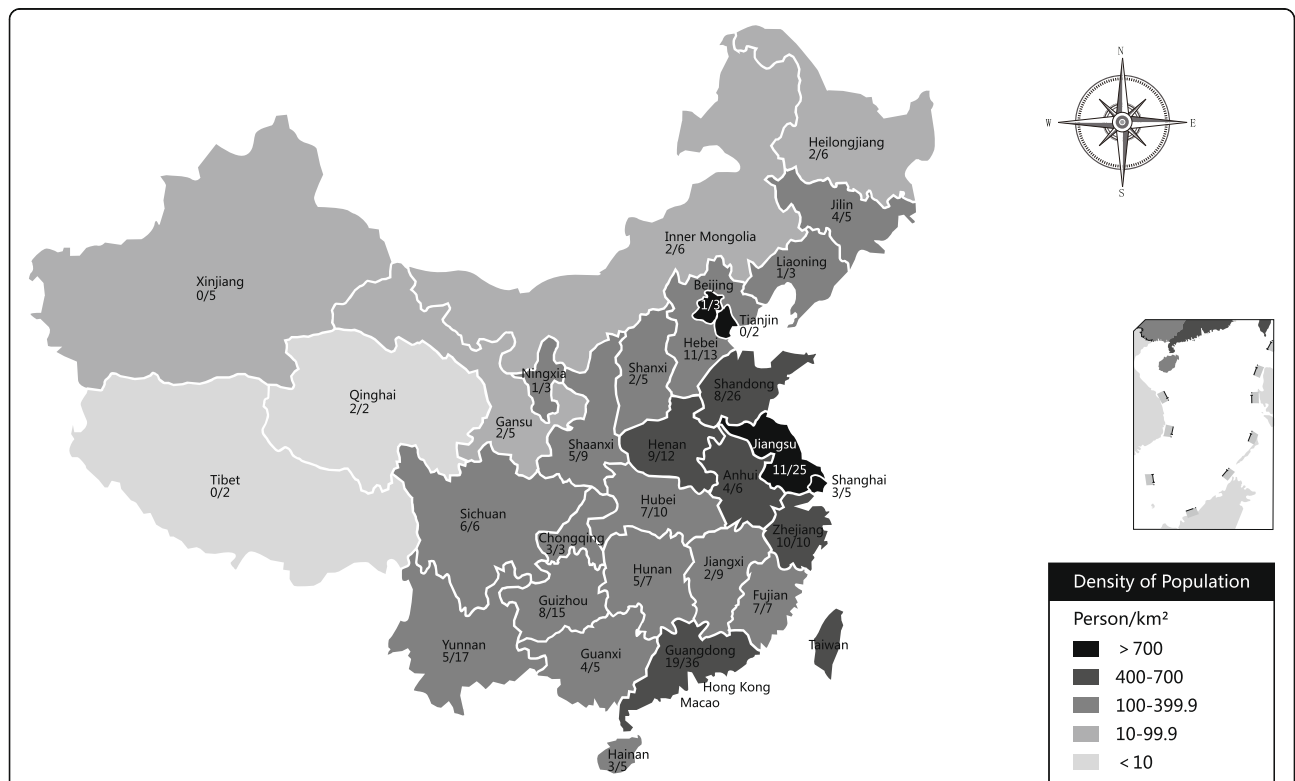 N
W
E
S
Heilongjiang
2/6
Jilin
4/5
Inner Mongolia
2/6
Liaoning
1/3
Xinjiang
0/5
Beijing
1/3
Tianjin
0/2
Hebei
11/13
Shanxi
2/5
Ningxia
1/3
Shandong
8/26
Qinghai
2/2
Gansu
2/5
Shaanxi
5/9
Henan
9/12
Jiangsu
11/25
Anhui
4/6
Shanghai
3/5
Tibet
0/2
Sichuan
6/6
Hubei
7/10
Chongqing
3/3
Zhejiang
10/10
Hunan
5/7
Jiangxi
2/9
Guizhou
8/15
Fujian
7/7
Yunnan
5/17
Guanxi
4/5
Guangdong
19/36
Taiwan
Hong Kong
Macao
Hainan
3/5
Density of Population
Person/km²
> 700
400-700
100-399.9
10-99.9
< 10